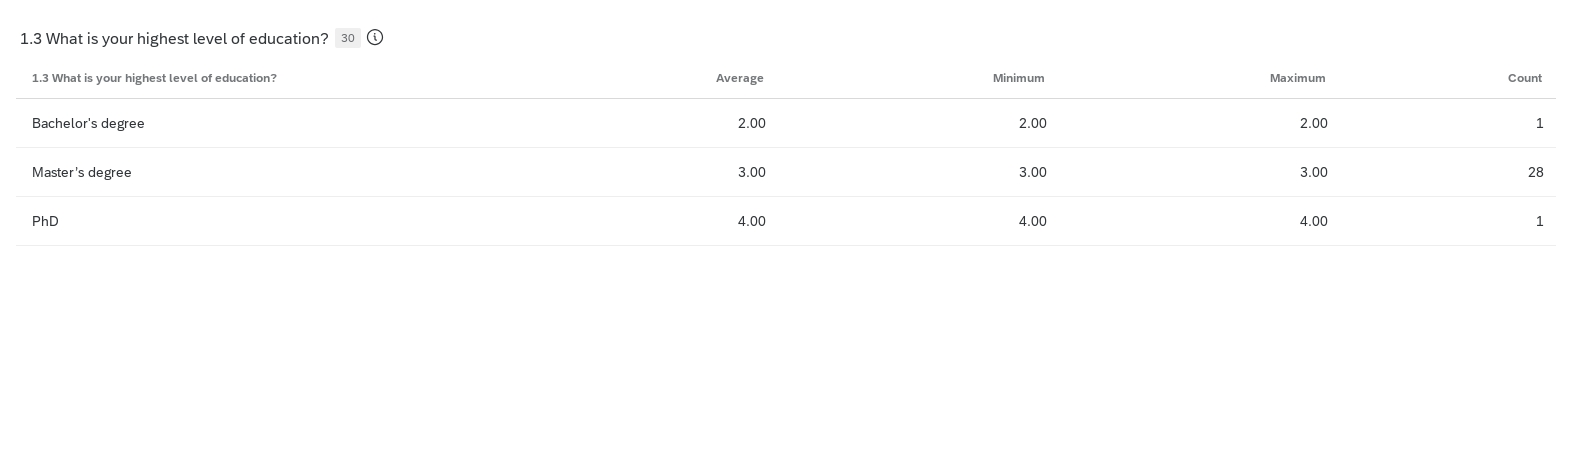 1.3 What is your highest level of education? 30
1.3 What is your highest level of education? Average Minimum Maximum Count
Bachelor's degree 2.00 2.00 2.00 1
Master's degree 3.00 3.00 3.00 28
PhD 4.00 4.00 4.00 1